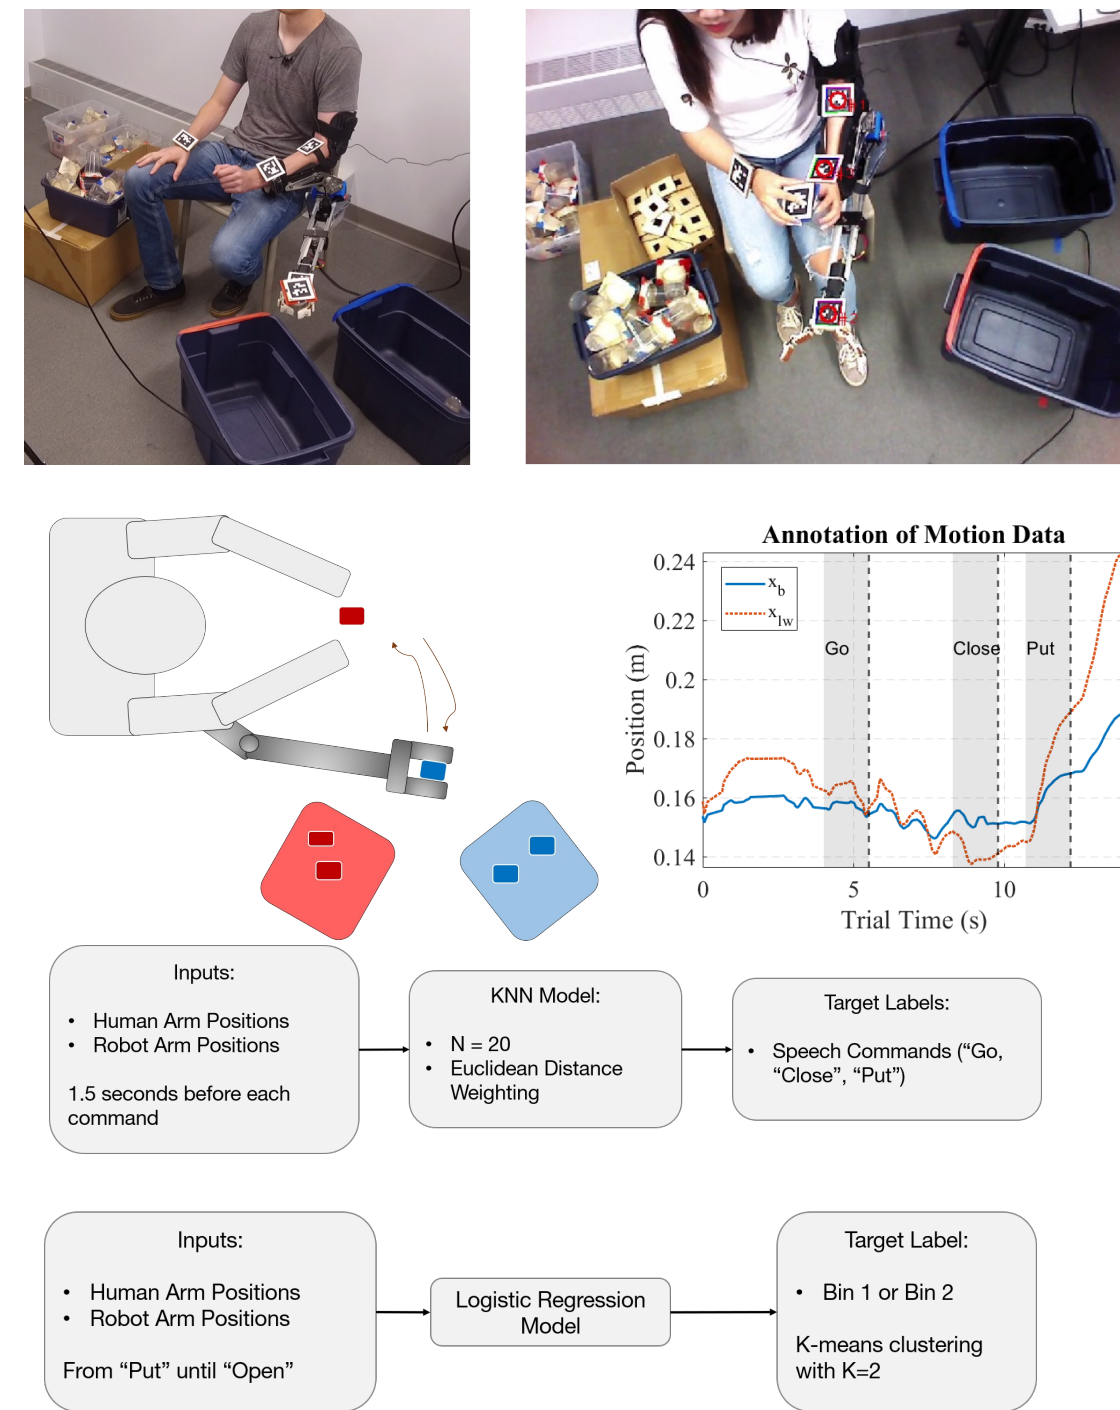 Annotation of Motion Data
0.24
0.22
0.2
0.18
0.16
0.14
Position (m)
x_b
x_lw
Go
Close
Put
0
5
10
Trial Time (s)
Inputs:
• Human Arm Positions
• Robot Arm Positions
1.5 seconds before each
command
KNN Model:
• N = 20
• Euclidean Distance
Weighting
Target Labels:
• Speech Commands (“Go,
“Close”, “Put”)
Inputs:
• Human Arm Positions
• Robot Arm Positions
From “Put” until “Open”
Logistic Regression
Model
Target Label:
• Bin 1 or Bin 2
K-means clustering
with K=2